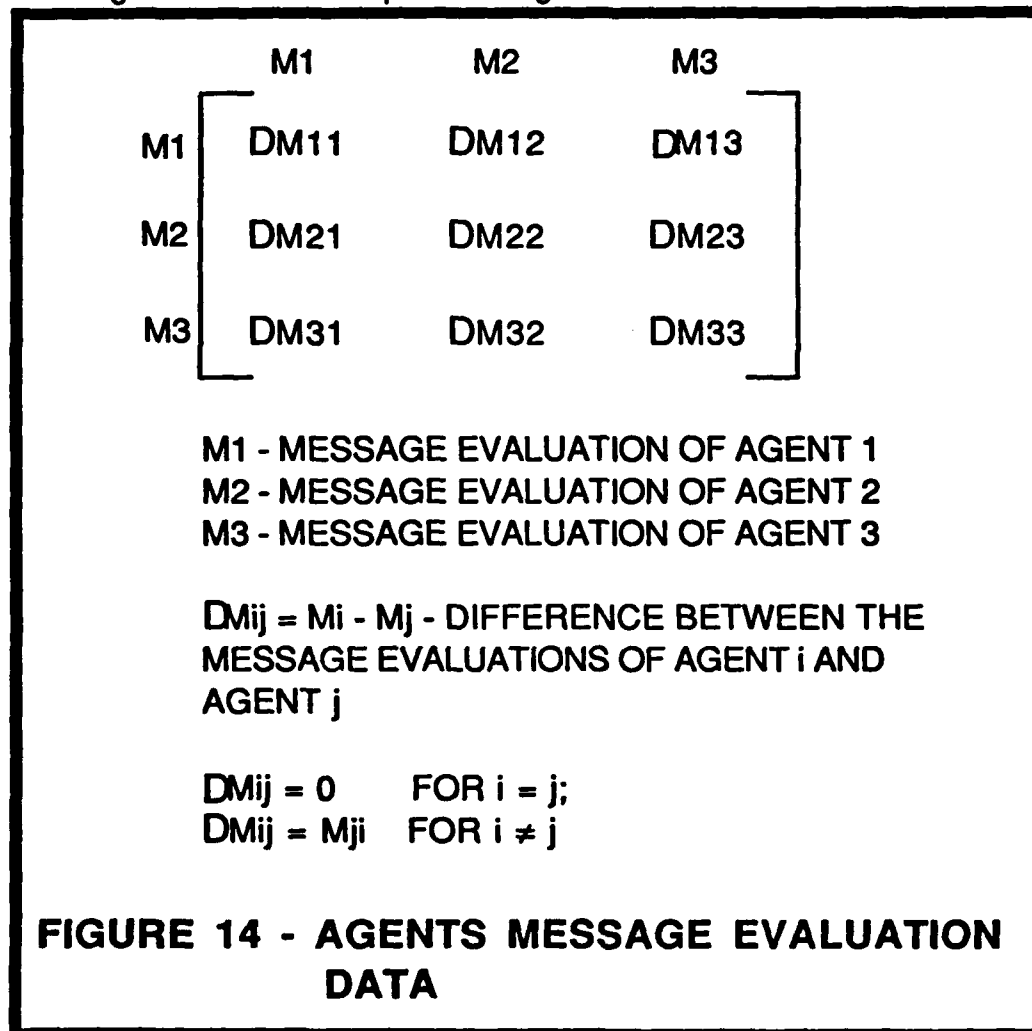 M1 M2 M3
M1 DM11 DM12 DM13
M2 DM21 DM22 DM23
M3 DM31 DM32 DM33
M1 - MESSAGE EVALUATION OF AGENT 1
M2 - MESSAGE EVALUATION OF AGENT 2
M3 - MESSAGE EVALUATION OF AGENT 3
DMij = Mi - Mj - DIFFERENCE BETWEEN THE
MESSAGE EVALUATIONS OF AGENT i AND
AGENT j
DMij = 0 FOR i = j;
DMij = Mji FOR i ≠ j
FIGURE 14 - AGENTS MESSAGE EVALUATION
DATA